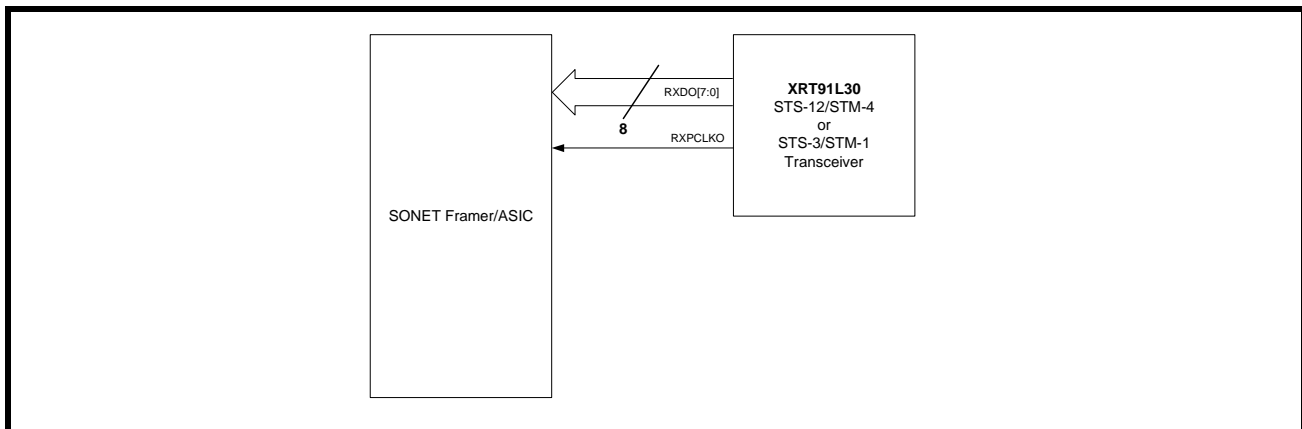 RXDO[7:0]
8
RXPCLKO
XRT91L30
STS-12/STM-4
or
STS-3/STM-1
Transceiver
SONET Framer/ASIC